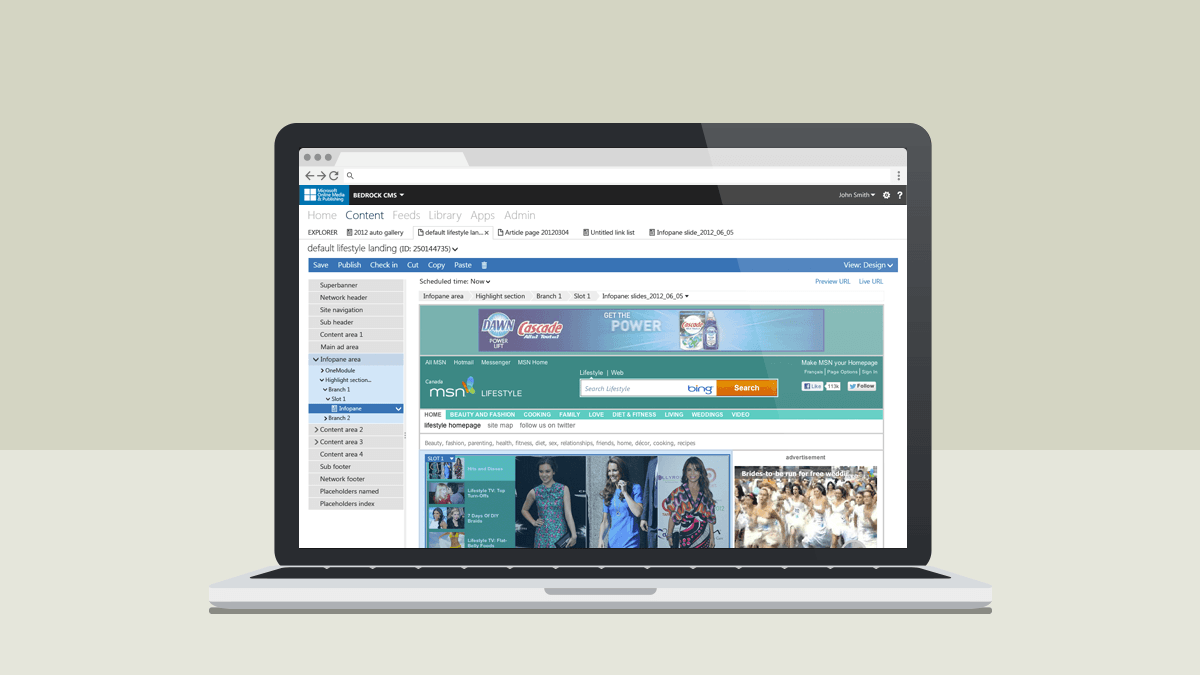 Microsoft
Online Media
& Publishing
BEDROCK CMS
John Smith
?
Home Content Feeds Library Apps Admin
EXPLORER 2012 auto gallery default lifestyle lan... × Article page 20120304 Untitled link list Infopane slide_2012_06_05
default lifestyle landing (ID: 250144735)
Save Publish Check in Cut Copy Paste View: Design
Scheduled time: Now Preview URL Live URL
Infopane area Highlight section Branch 1 Slot 1 Infopane: slides_2012_06_05
Superbanner
Network header
Site navigation
Sub header
Content area 1
Main ad area
Infopane area
OneModule
Highlight section...
Branch 1
Slot 1
Infopane
Branch 2
Content area 2
Content area 3
Content area 4
Sub footer
Network footer
Placeholders named
Placeholders index
DAWN
POWER
LIFT
Cascade
GET THE
POWER
Cascade
All MSN Hotmail Messenger MSN Home
Make MSN your Homepage
Français | Page Options | Sign In
Lifestyle | Web
Canada
msn LIFESTYLE
Search Lifestyle bing Search
Like 113k Follow
HOME BEAUTY AND FASHION COOKING FAMILY LOVE DIET & FITNESS LIVING WEDDINGS VIDEO
lifestyle homepage site map follow us on twitter
Beauty, fashion, parenting, health, fitness, diet, sex, relationships, friends, home, décor, cooking, recipes
SLOT 1
Lifestyle TV: Top
Turn-Offs
7 Days Of DIY
Braids
Lifestyle TV: Flat-
Belly Foods
advertisement
Brides-to-be run for free weddi